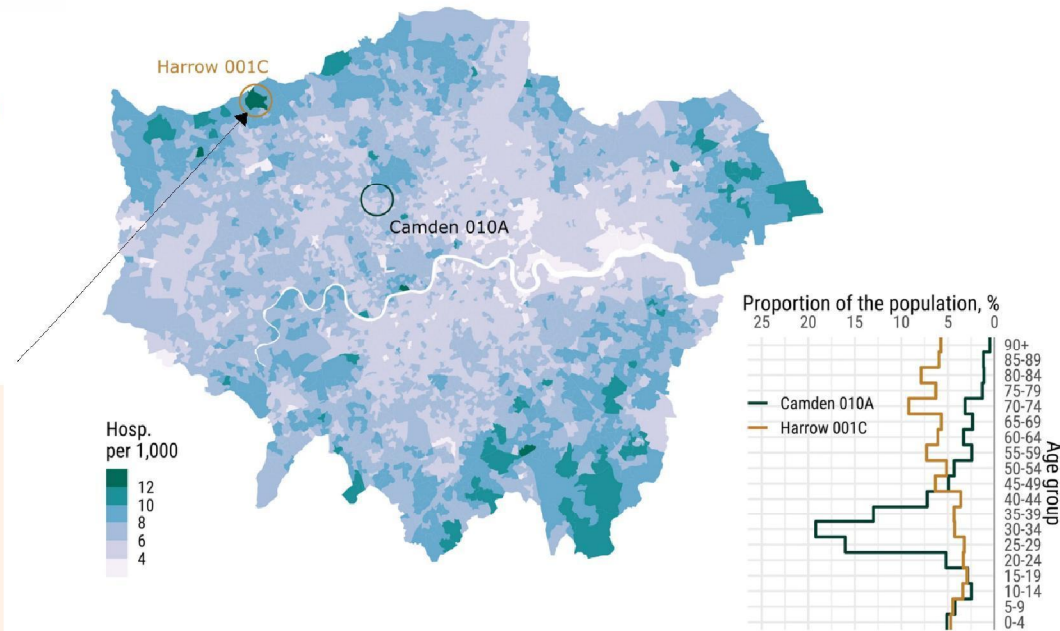 Harrow 001C
Camden 010A
Proportion of the population, %
25 20 15 10 5 0
90+
85-89
80-84
75-79
70-74
65-69
60-64
55-59
50-54
45-49
40-44
35-39
30-34
25-29
20-24
15-19
10-14
5-9
0-4
Age group
Camden 010A
Harrow 001C
Hosp.
per 1,000
12
10
8
6
4